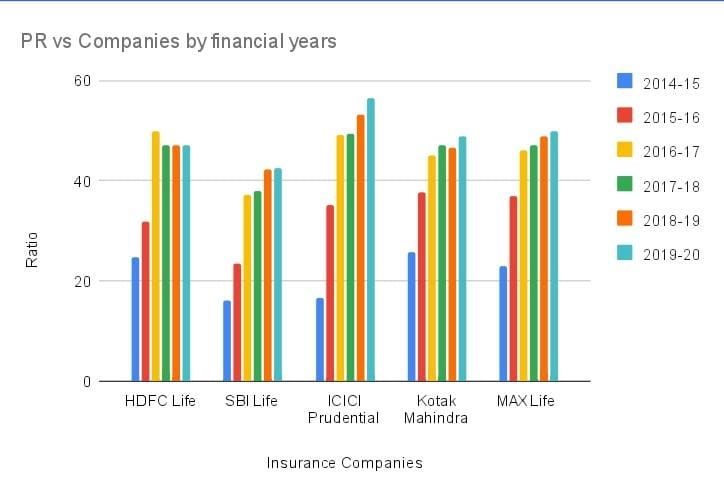 PR vs Companies by financial years
60
40
20
0
Ratio
HDFC Life
SBI Life
ICICI
Prudential
Kotak
Mahindra
MAX Life
Insurance Companies
2014-15
2015-16
2016-17
2017-18
2018-19
2019-20